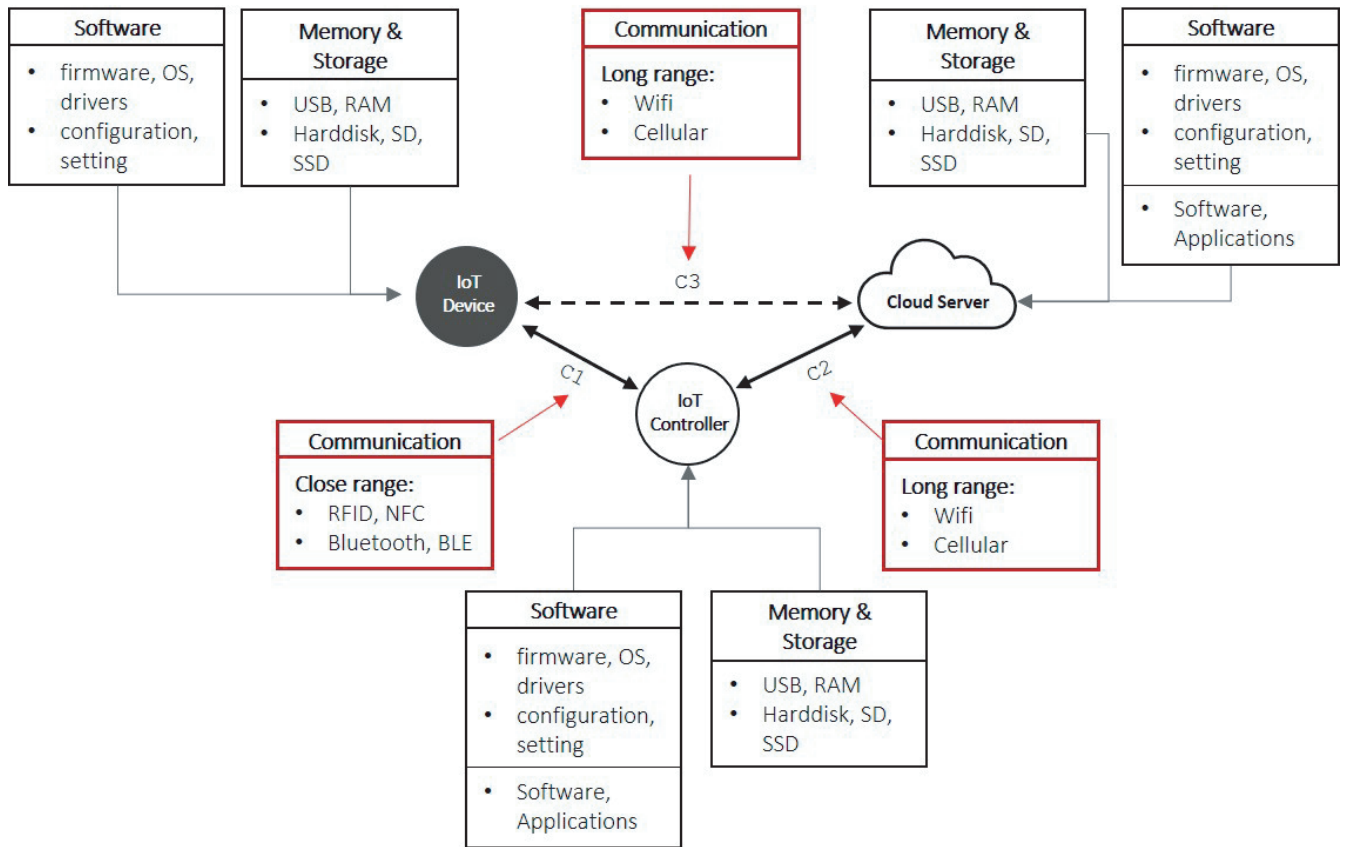 Software
• firmware, OS,
drivers
• configuration,
setting
Memory &
Storage
• USB, RAM
• Harddisk, SD,
SSD
Communication
Long range:
• Wifi
• Cellular
Memory &
Storage
• USB, RAM
• Harddisk, SD,
SSD
Software
• firmware, OS,
drivers
• configuration,
setting
• Software,
Applications
IoT
Device
C3
Cloud Server
C1
C2
IoT
Controller
Communication
Close range:
• RFID, NFC
• Bluetooth, BLE
Communication
Long range:
• Wifi
• Cellular
Software
• firmware, OS,
drivers
• configuration,
setting
• Software,
Applications
Memory &
Storage
• USB, RAM
• Harddisk, SD,
SSD